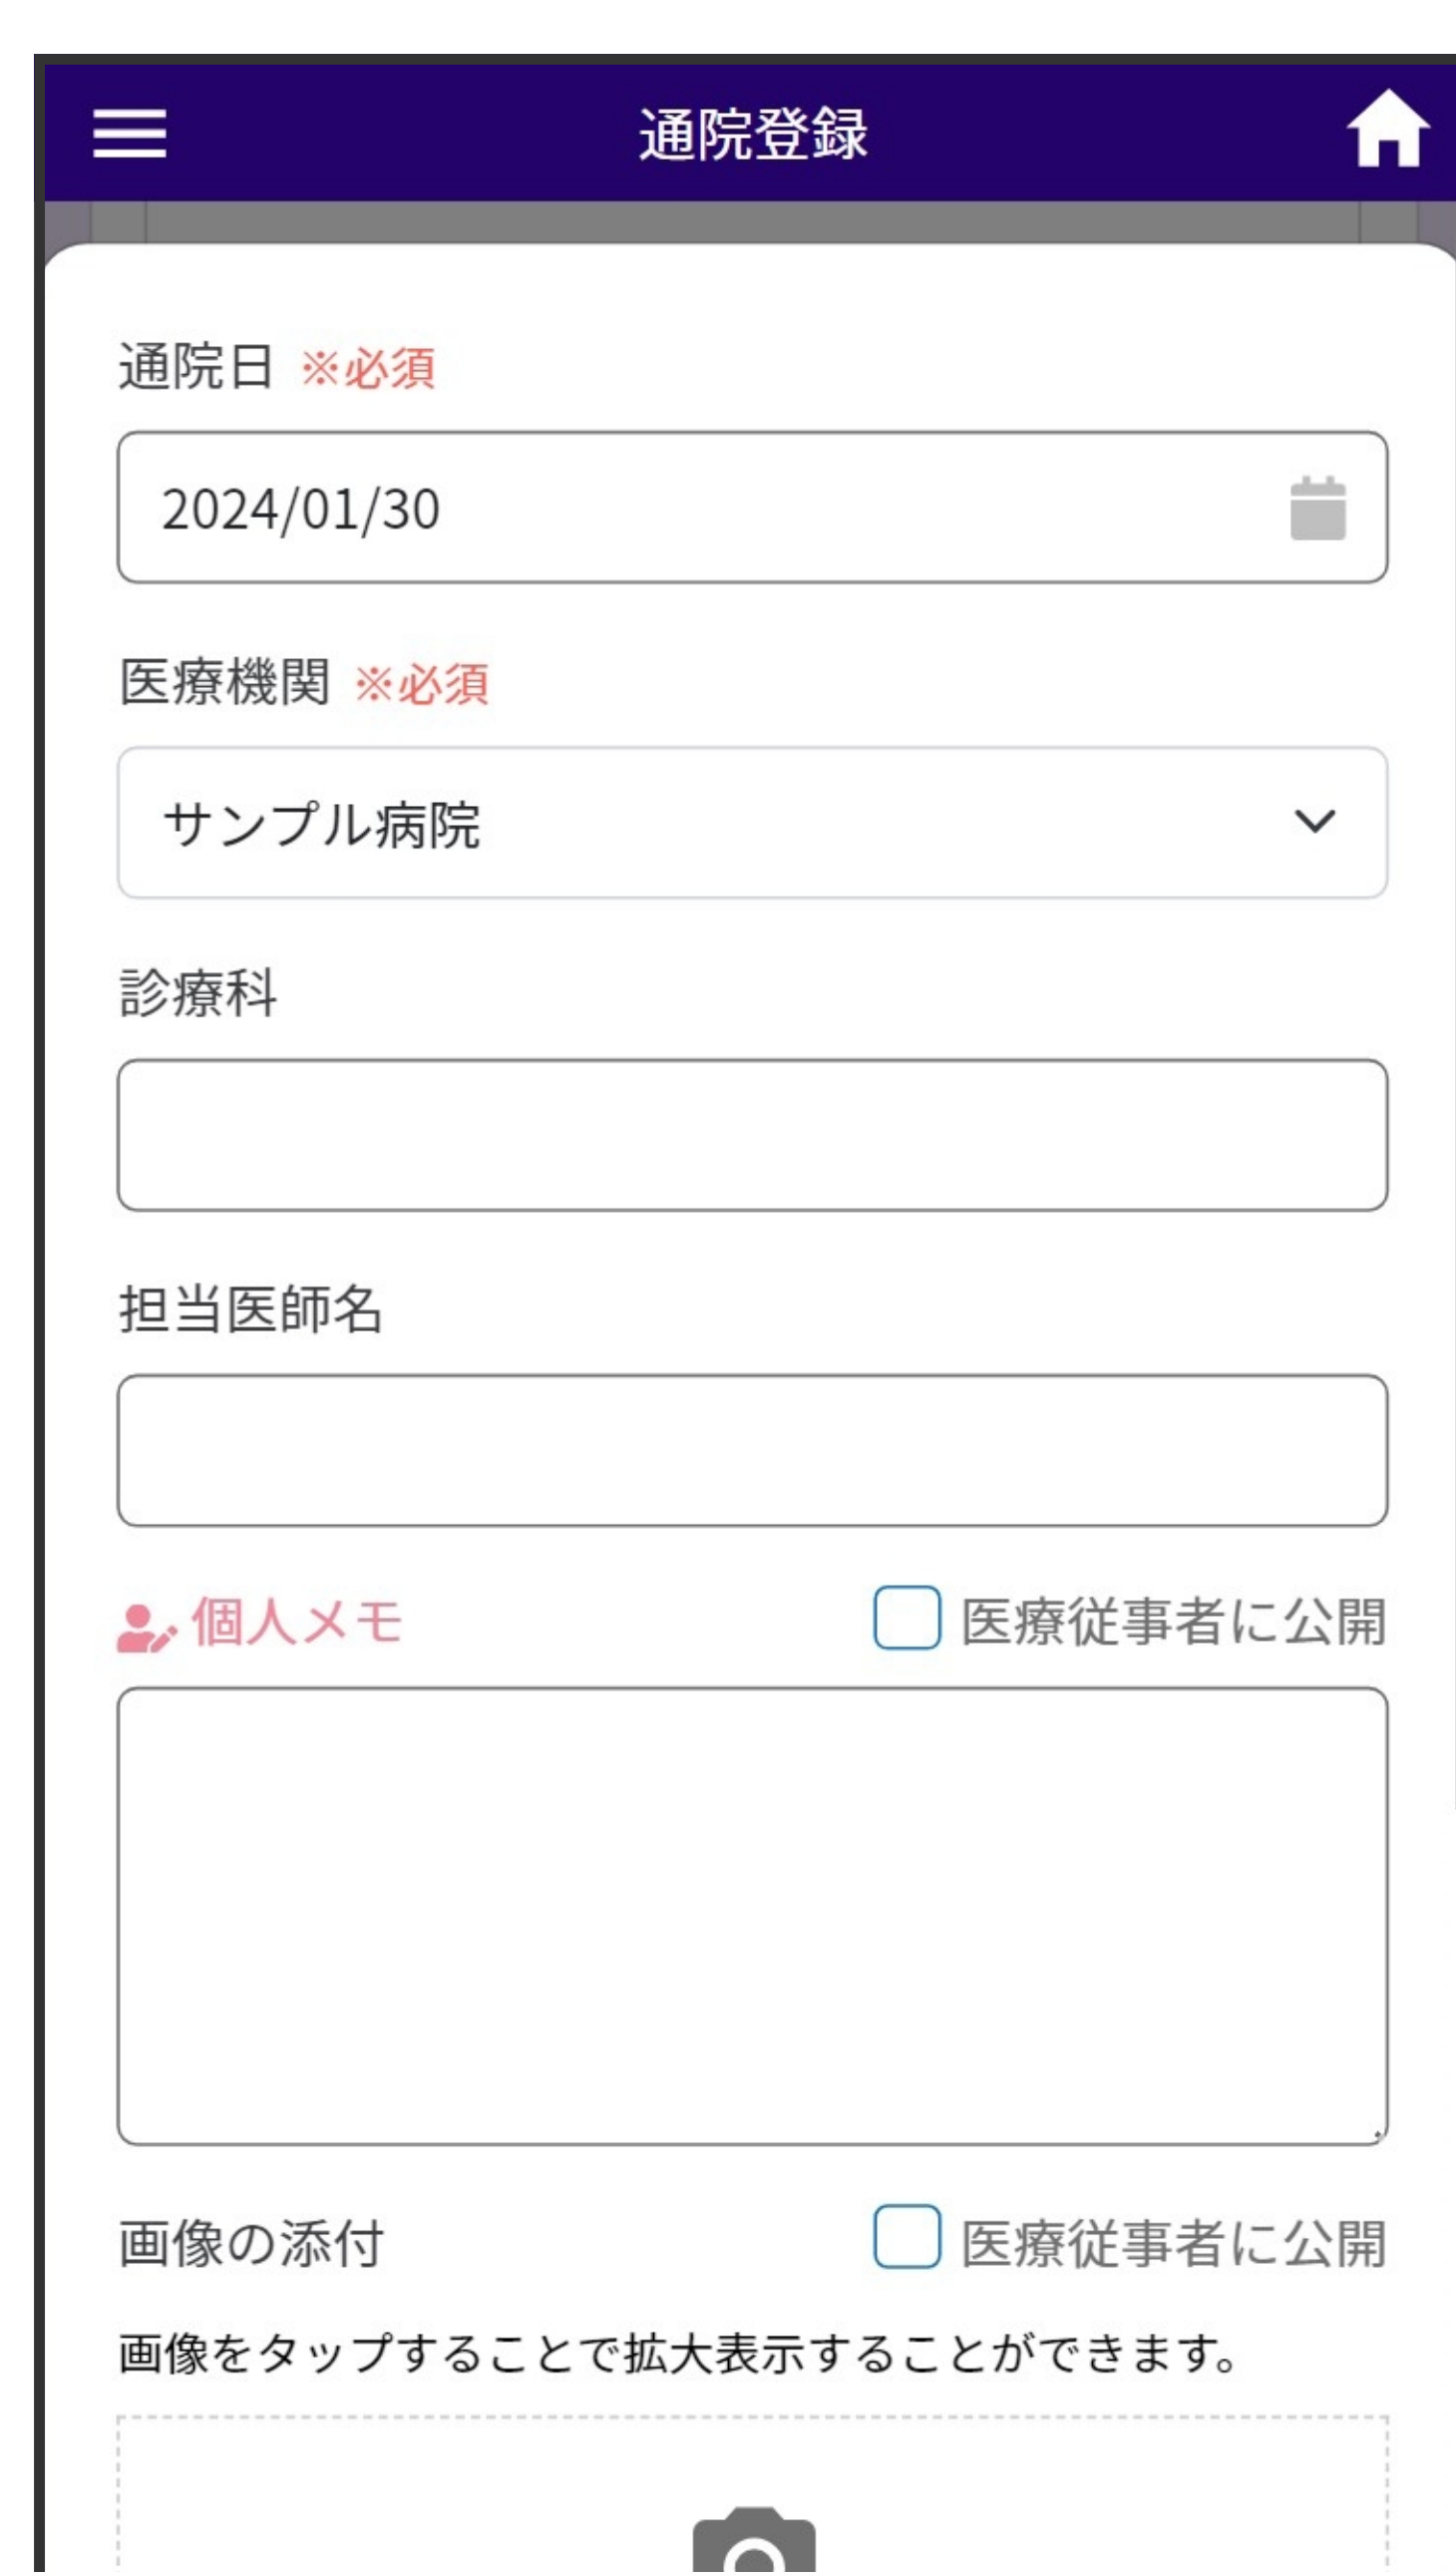 通院登録
通院日 ※必須
2024/01/30
医療機関 ※必須
サンプル病院
診療科
担当医師名
個人メモ 医療従事者に公開
画像の添付 医療従事者に公開
画像をタップすることで拡大表示することができます。